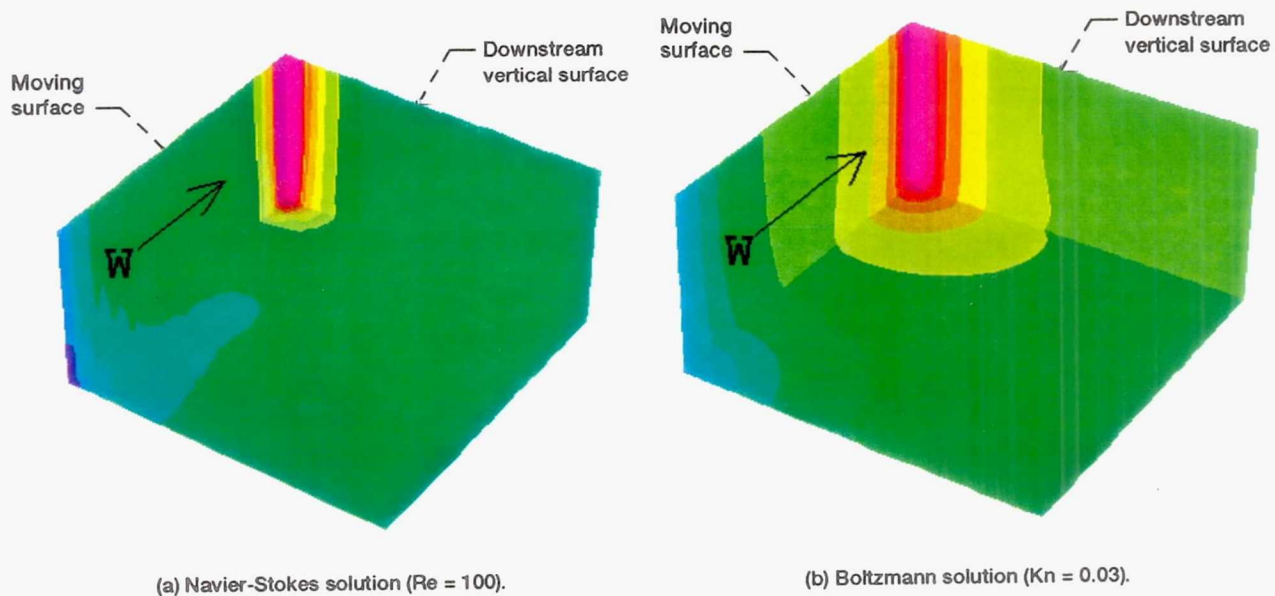 Moving
surface
Downstream
vertical surface
W
(a) Navier-Stokes solution (Re = 100).
Moving
surface
Downstream
vertical surface
W
(b) Boltzmann solution (Kn = 0.03).